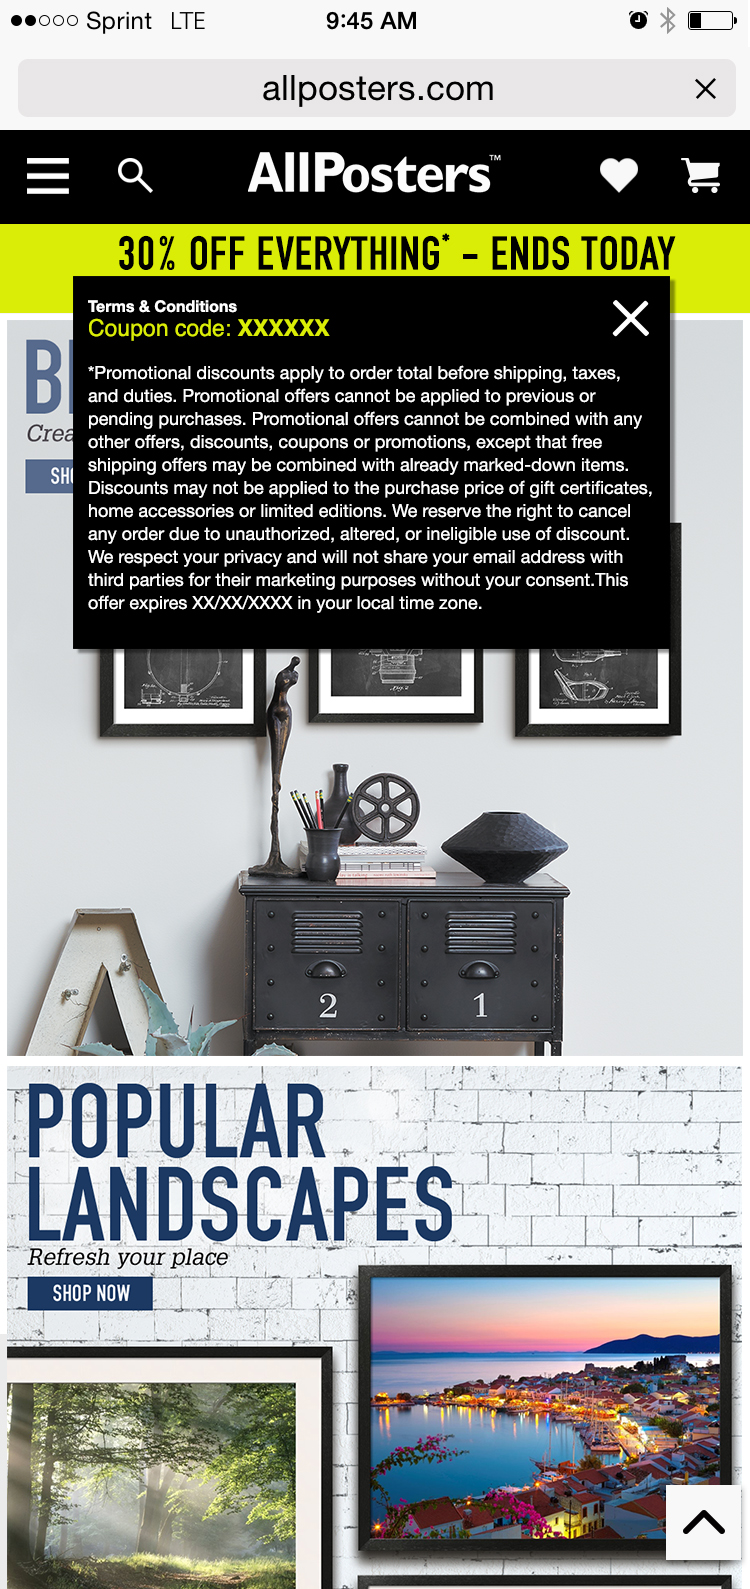 Sprint LTE 9:45 AM
allposters.com
AllPosters™
30% OFF EVERYTHING* - ENDS TODAY
Terms & Conditions
Coupon code: XXXXXX
*Promotional discounts apply to order total before shipping, taxes,
and duties. Promotional offers cannot be applied to previous or
pending purchases. Promotional offers cannot be combined with any
other offers, discounts, coupons or promotions, except that free
shipping offers may be combined with already marked-down items.
Discounts may not be applied to the purchase price of gift certificates,
home accessories or limited editions. We reserve the right to cancel
any order due to unauthorized, altered, or ineligible use of discount.
We respect your privacy and will not share your email address with
third parties for their marketing purposes without your consent.This
offer expires XX/XX/XXXX in your local time zone.
2 1
POPULAR
LANDSCAPES
Refresh your place
SHOP NOW